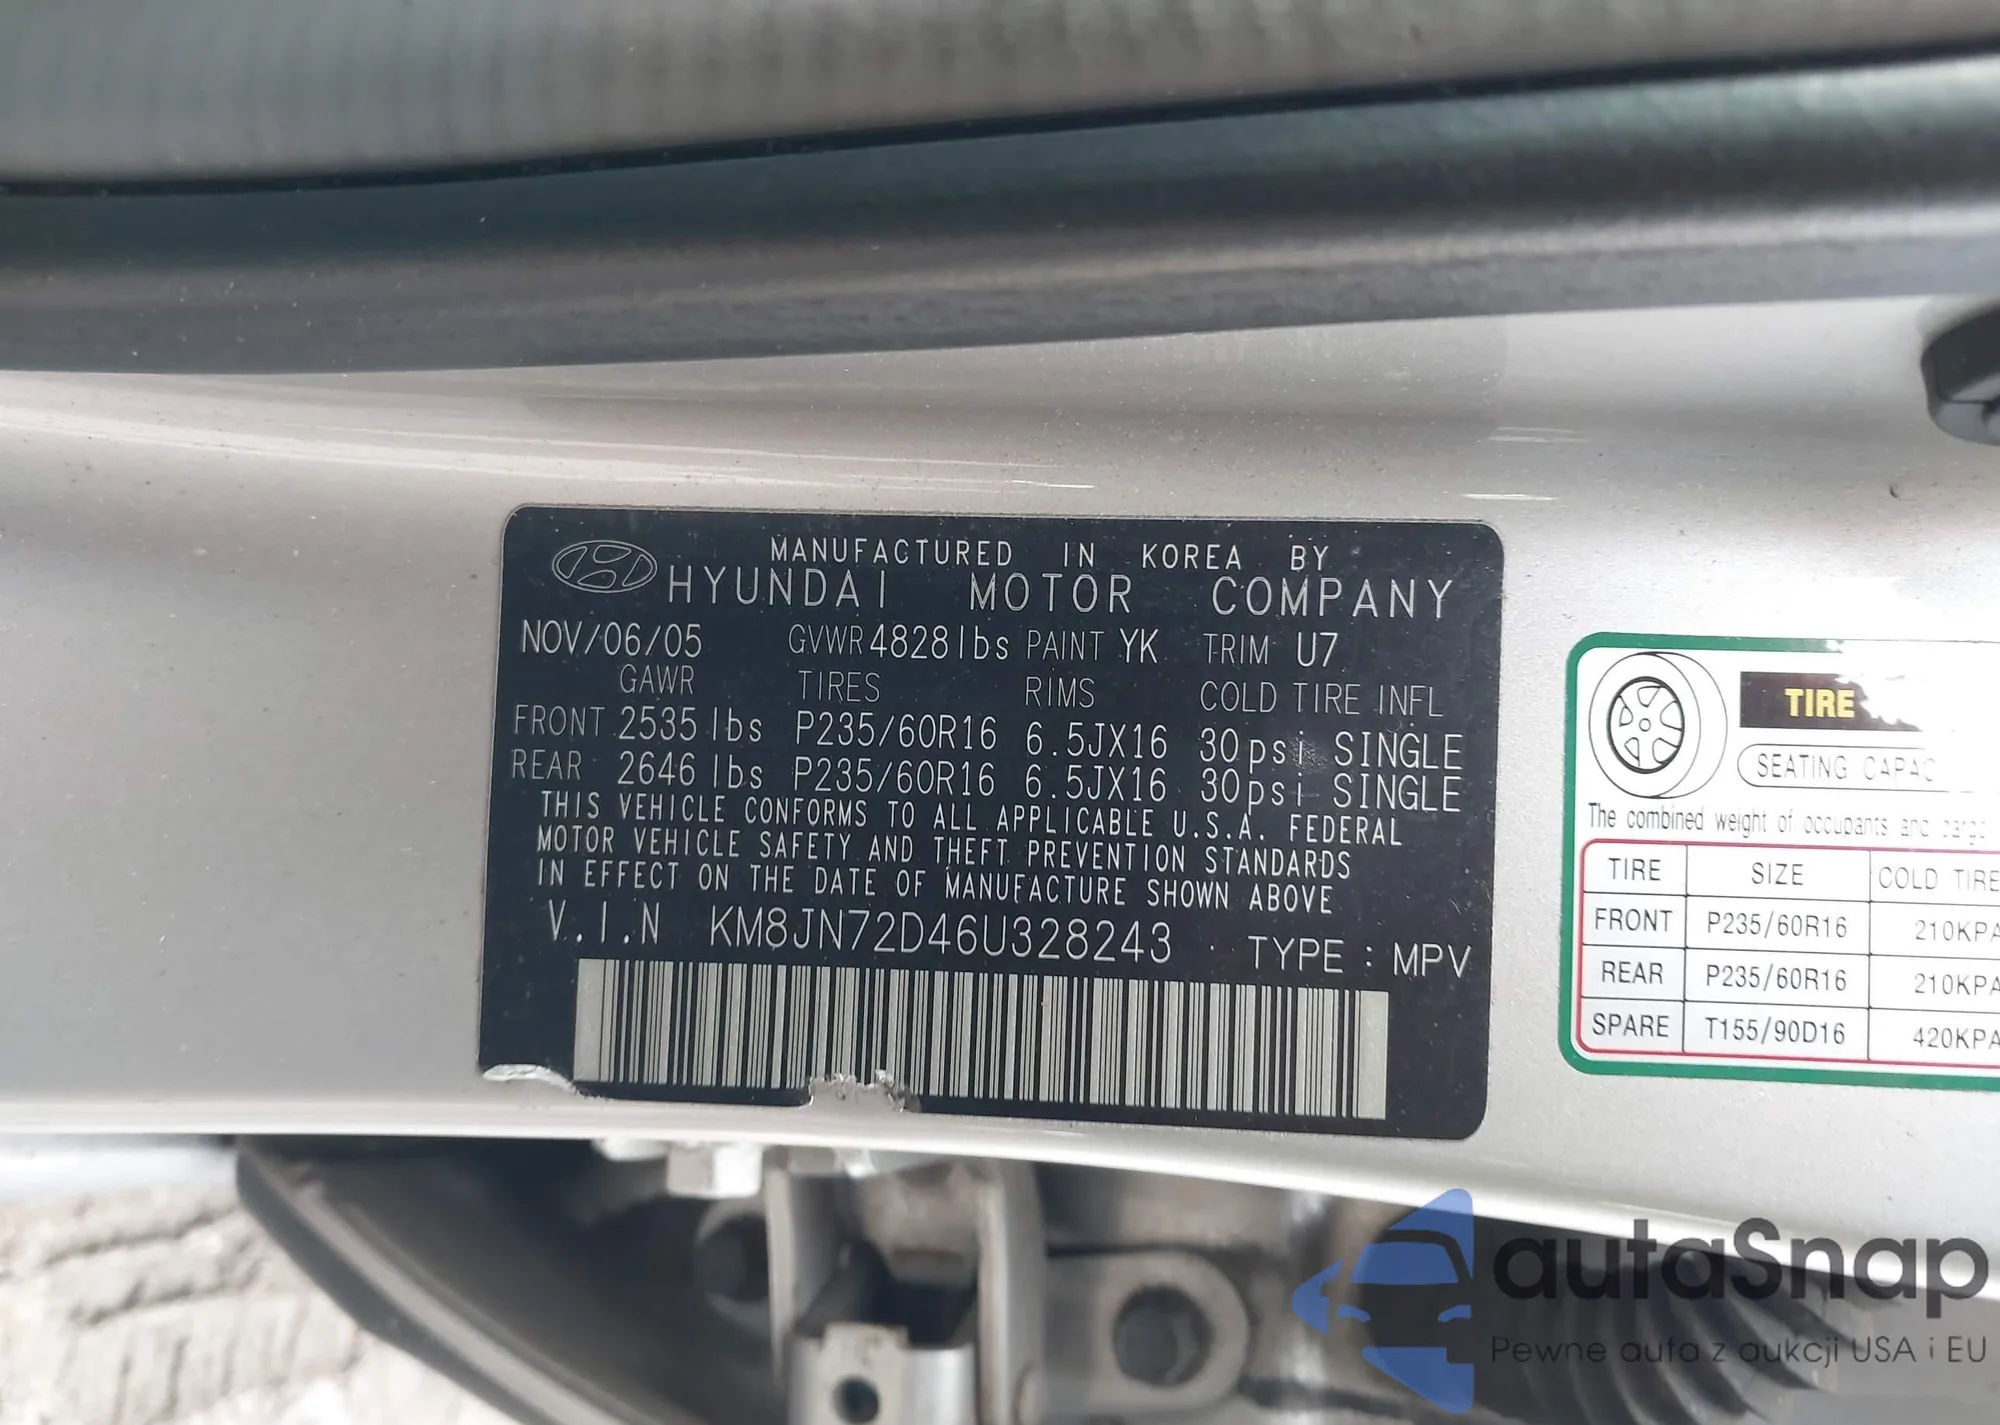 MANUFACTURED IN KOREA BY
HYUNDAI MOTOR COMPANY
NOV/06/05 GVWR 4828lbs PAINT YK TRIM U7
GAWR TIRES RIMS COLD TIRE INFL
FRONT 2535 lbs P235/60R16 6.5JX16 30psi SINGLE
REAR 2646 lbs P235/60R16 6.5JX16 30psi SINGLE
THIS VEHICLE CONFORMS TO ALL APPLICABLE U.S.A. FEDERAL
MOTOR VEHICLE SAFETY AND THEFT PREVENTION STANDARDS
IN EFFECT ON THE DATE OF MANUFACTURE SHOWN ABOVE
V.I.N KM8JN72D46U328243 TYPE : MPV
TIRE
SEATING CAPAC
The combined weight of occupants and cargo
TIRE SIZE COLD TIRE
FRONT P235/60R16 210KPA
REAR P235/60R16 210KPA
SPARE T155/90D16 420KPA
autaSnap
Pewne auto z aukcji USA i EU